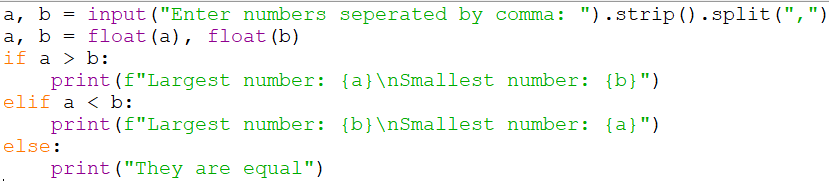 a, b = input("Enter numbers seperated by comma: ").strip().split(",")
a, b = float(a), float(b)
if a > b:
    print(f"Largest number: {a}\nSmallest number: {b}")
elif a < b:
    print(f"Largest number: {b}\nSmallest number: {a}")
else:
    print("They are equal")